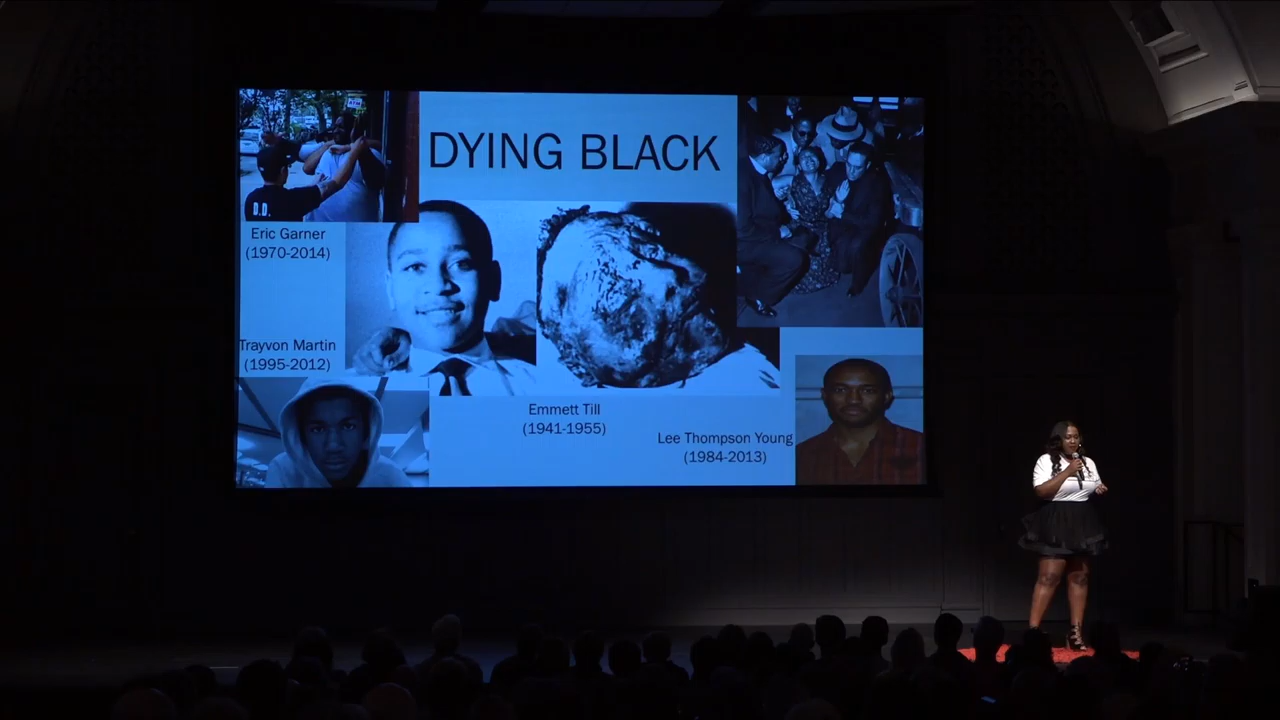 DYING BLACK
D.D.
Eric Garner
(1970-2014)
Trayvon Martin
(1995-2012)
Emmett Till
(1941-1955)
Lee Thompson Young
(1984-2013)